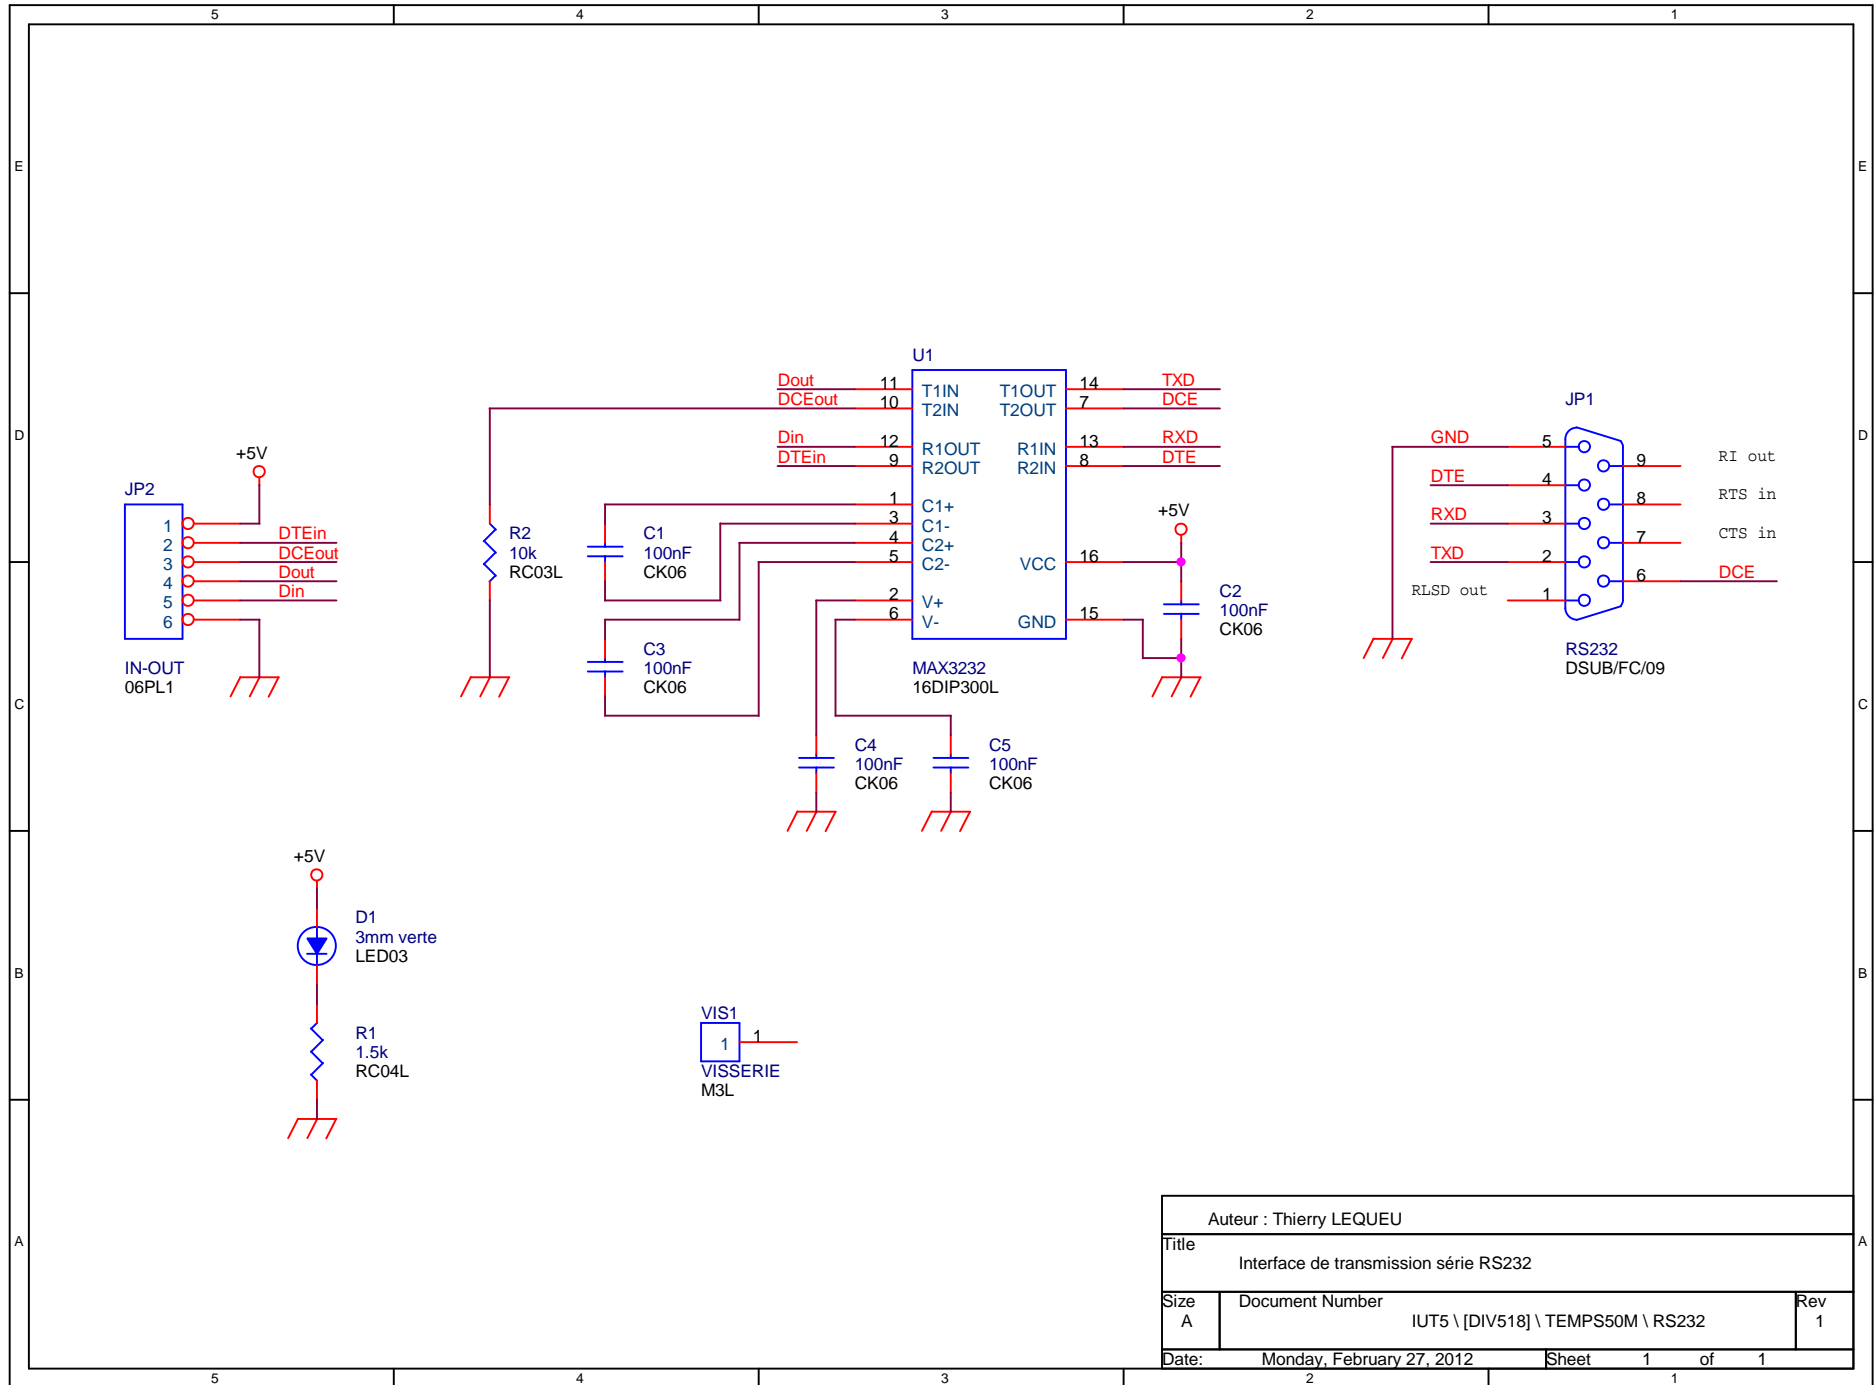 5 4 3 2 1
E E
D D
C C
B B
A A
U1
Dout 11 T1IN T1OUT 14 TXD
DCEout 10 T2IN T2OUT 7 DCE
Din 12 R1OUT R1IN 13 RXD
DTEin 9 R2OUT R2IN 8 DTE
1 C1+
3 C1-
4 C2+
5 C2- VCC 16
2 V+
6 V- GND 15
MAX3232
16DIP300L
+5V
JP2
1
2 DTEin
3 DCEout
4 Dout
5 Din
6
IN-OUT
06PL1
R2
10k
RC03L
C1
100nF
CK06
C3
100nF
CK06
C4
100nF
CK06
C5
100nF
CK06
+5V
C2
100nF
CK06
JP1
GND 5
9 RI out
DTE 4
8 RTS in
RXD 3
7 CTS in
TXD 2
6 DCE
RLSD out 1
RS232
DSUB/FC/09
+5V
D1
3mm verte
LED03
R1
1.5k
RC04L
VIS1
1 1
VISSERIE
M3L
Auteur : Thierry LEQUEU
Title
Interface de transmission série RS232
Size Document Number Rev
A IUT5 \ [DIV518] \ TEMPS50M \ RS232 1
Date: Monday, February 27, 2012 Sheet 1 of 1
5 4 3 2 1